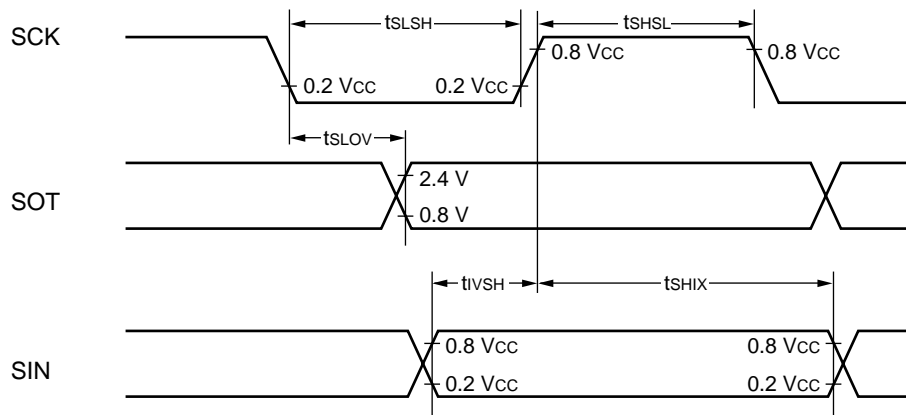 tSLSH
tSHSL
SCK
0.8 VCC
0.8 VCC
0.2 VCC
0.2 VCC
tSLOV
2.4 V
SOT
0.8 V
tIVSH
tSHIX
0.8 VCC
0.8 VCC
SIN
0.2 VCC
0.2 VCC